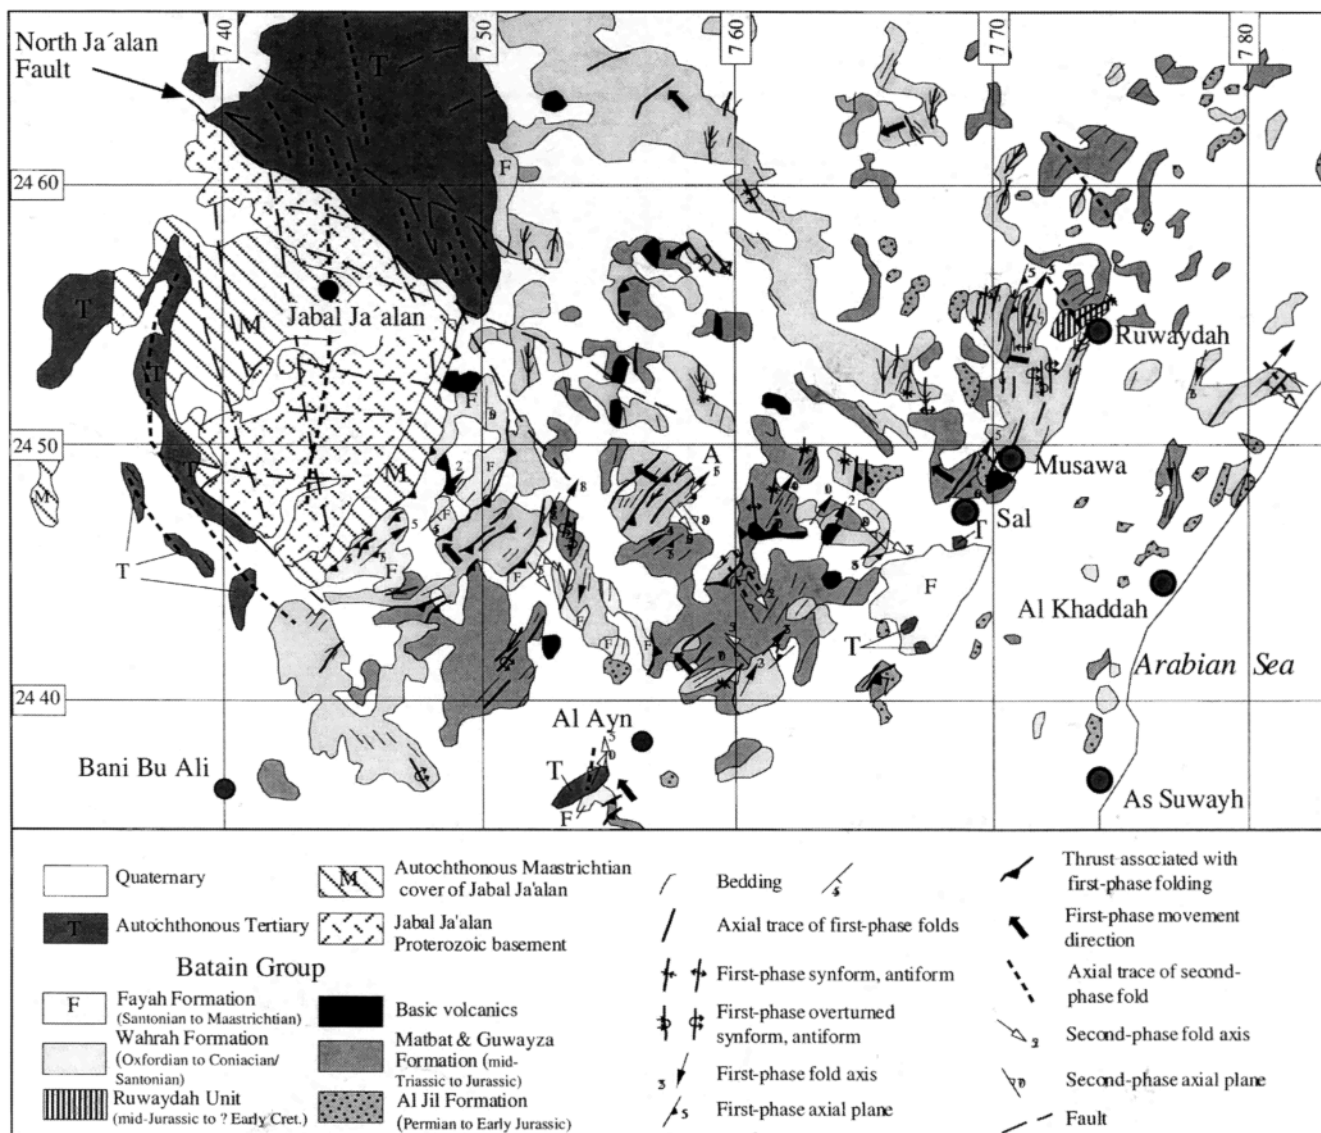 7 40
7 50
7 60
7 70
7 80
North Ja´alan
Fault
T
F
24 60
T
M
Jabal Ja´alan
Ruwaydah
T
F
24 50
A
T
M
Musawa
M
F
F
Sal
T
T
F
F
F
Al Khaddah
T
F
F
F
Arabian Sea
24 40
Al Ayn
Bani Bu Ali
T
F
As Suwayh
Quaternary
M
Autochthonous Maastrichtian
cover of Jabal Ja'alan
T
Autochthonous Tertiary
Jabal Ja'alan
Proterozoic basement
Batain Group
F
Fayah Formation
(Santonian to Maastrichtian)
Basic volcanics
Wahrah Formation
(Oxfordian to Coniacian/
Santonian)
Matbat & Guwayza
Formation (mid-
Triassic to Jurassic)
Ruwaydah Unit
(mid-Jurassic to ? Early Cret.)
Al Jil Formation
(Permian to Early Jurassic)
Bedding
Axial trace of first-phase folds
First-phase synform, antiform
First-phase overturned
synform, antiform
First-phase fold axis
First-phase axial plane
Thrust associated with
first-phase folding
First-phase movement
direction
Axial trace of second-
phase fold
Second-phase fold axis
Second-phase axial plane
Fault